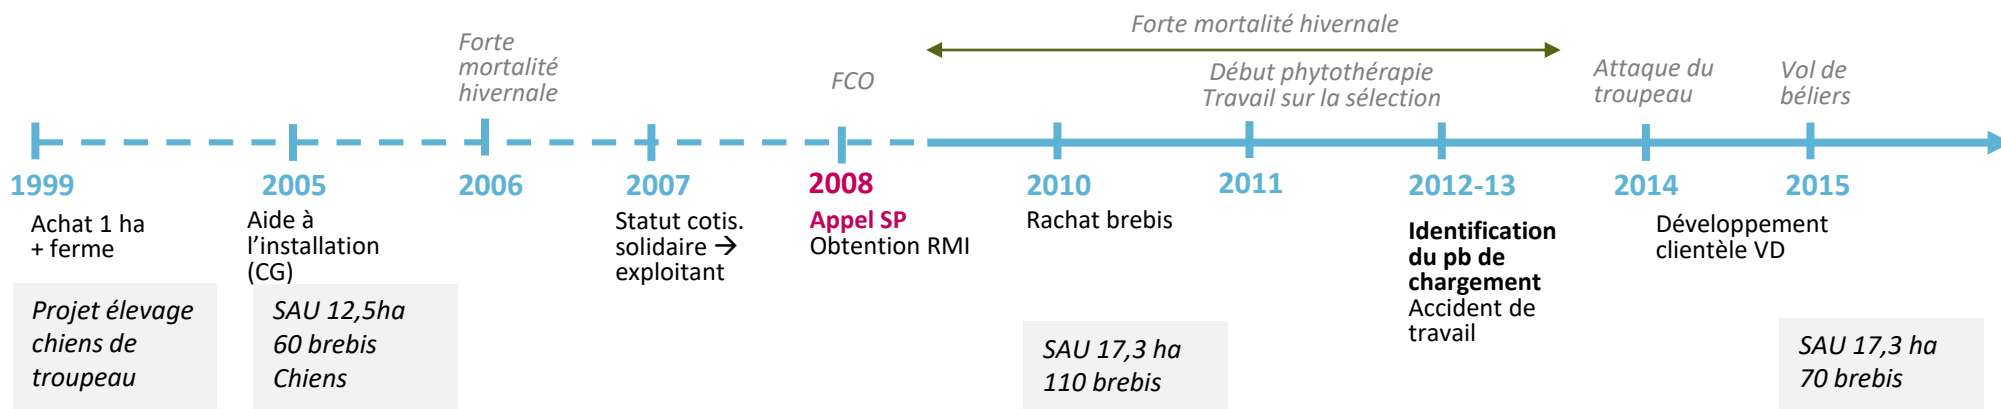 Forte
mortalité
hivernale
FCO
Forte mortalité hivernale
Début phytothérapie
Travail sur la sélection
Attaque du
troupeau
Vol de
béliers
1999
2005
2006
2007
2008
2010
2011
2012-13
2014
2015
Achat 1 ha
+ ferme
Aide à
l’installation
(CG)
Statut cotis.
solidaire →
exploitant
Appel SP
Obtention RMI
Rachat brebis
Identification
du pb de
chargement
Accident de
travail
Développement
clientèle VD
Projet élevage
chiens de
troupeau
SAU 12,5ha
60 brebis
Chiens
SAU 17,3 ha
110 brebis
SAU 17,3 ha
70 brebis